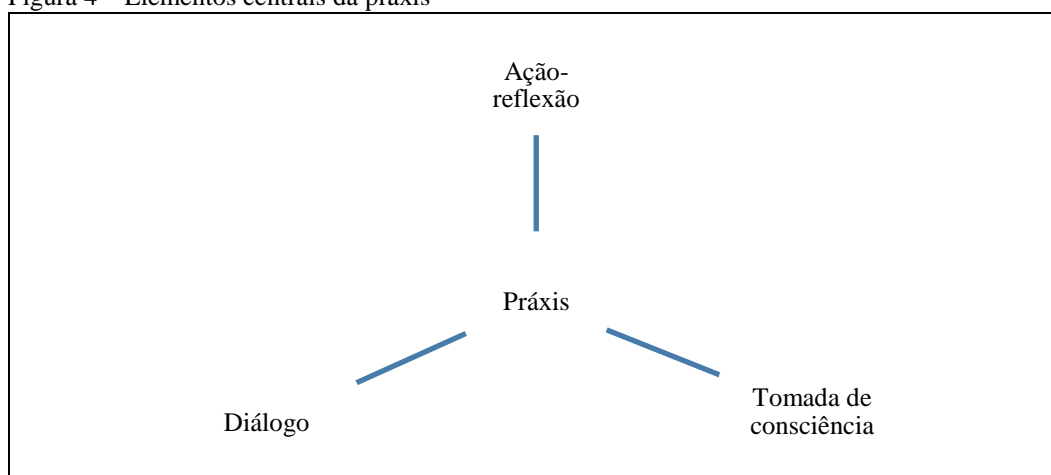 Figura 4 – Elementos centrais da práxis
Ação-
reflexão
Práxis
Diálogo
Tomada de
consciência